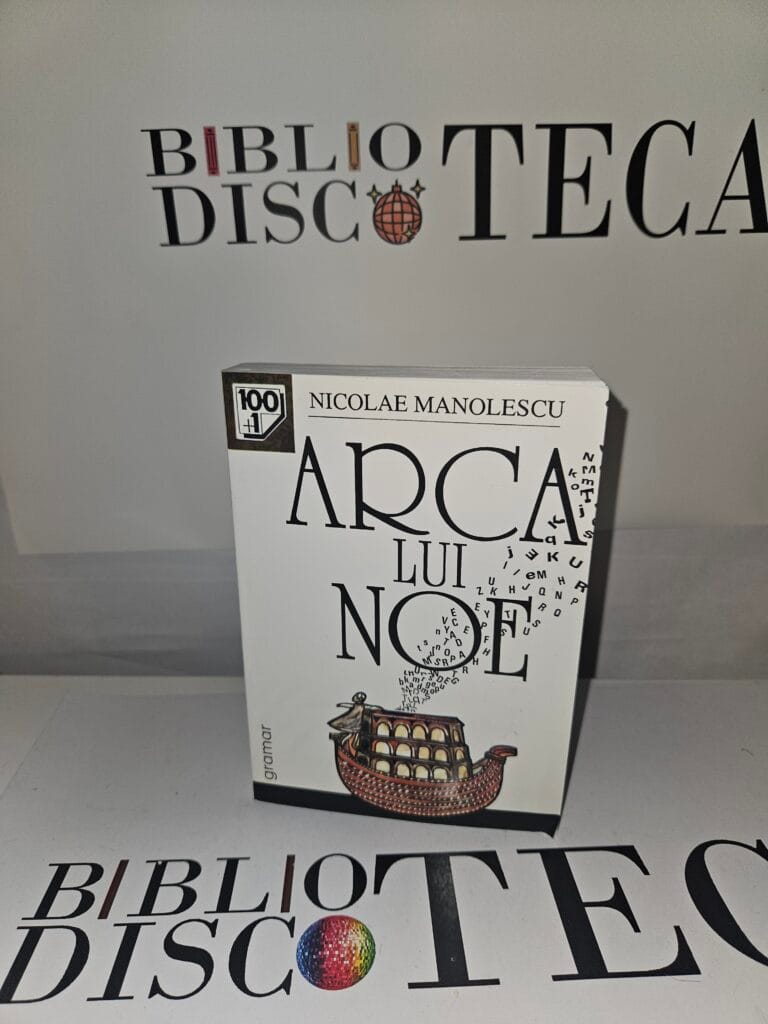 BIBLIO
DISCOTECA
100
+1
NICOLAE MANOLESCU
ARCA
LUI
NOE
gramar
BIBLIO
DISCOTEC